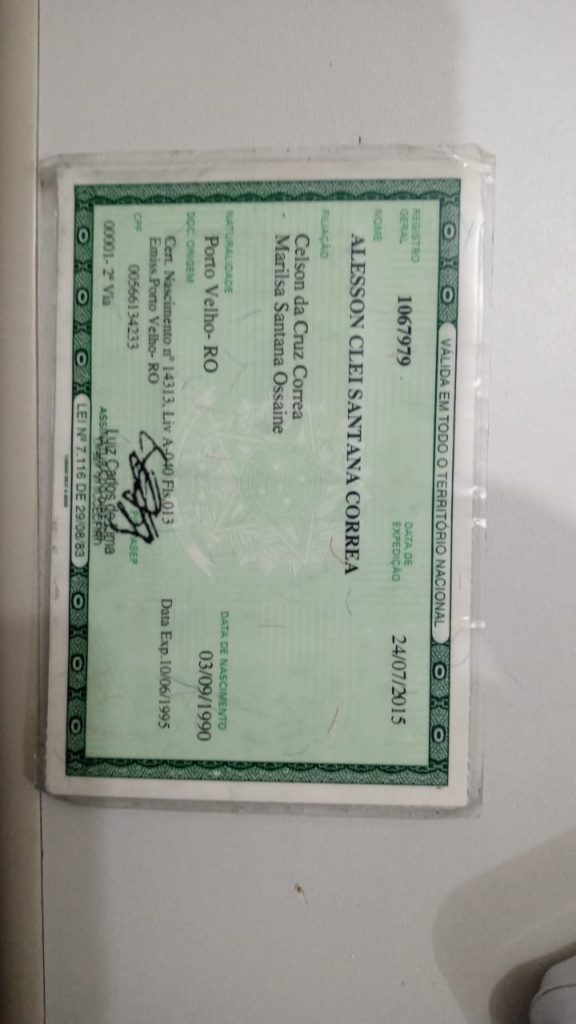 VÁLIDA EM TODO O TERRITÓRIO NACIONAL
REGISTRO GERAL 1067979 DATA DE EXPEDIÇÃO 24/07/2015
NOME
ALESSON CLEI SANTANA CORREA
FILIAÇÃO
Celson da Cruz Correa
Marilsa Santana Ossaine
NATURALIDADE DATA DE NASCIMENTO
Porto Velho- RO 03/09/1990
DOC. ORIGEM
Cert. Nascimento nº 14313, Liv A-040 Fls.013 Data Exp.10/06/1995
Emiss Porto Velho- RO
CPF 00566134233
00001- 2ª Via
Luiz Carlos de
LEI Nº 7.116 DE 29/08/83